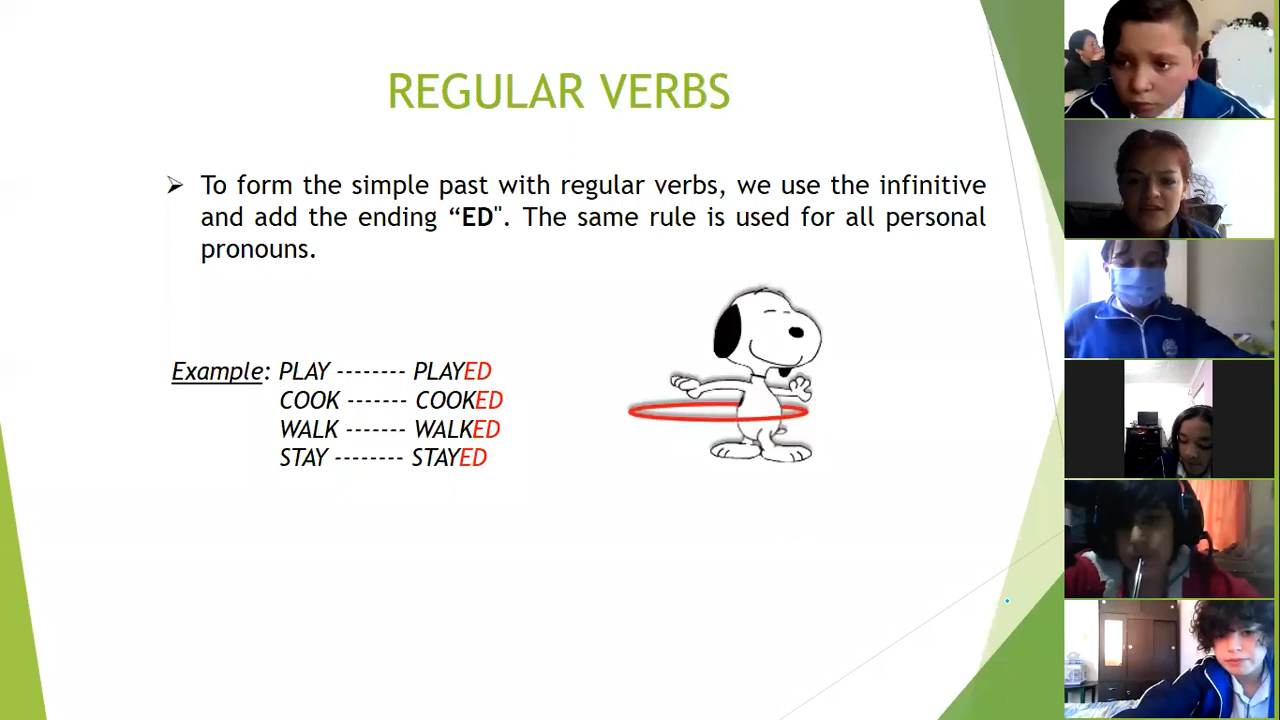 REGULAR VERBS
➢ To form the simple past with regular verbs, we use the infinitive
and add the ending “ED". The same rule is used for all personal
pronouns.
Example: PLAY -------- PLAYED
COOK ------- COOKED
WALK ------- WALKED
STAY -------- STAYED